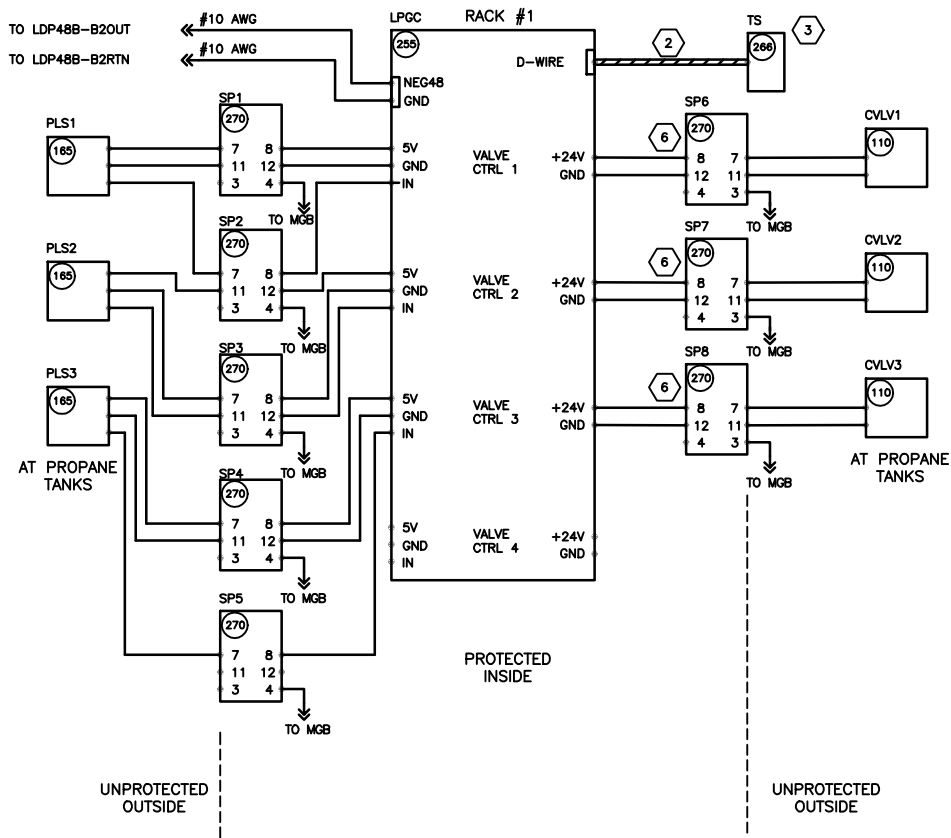 RACK #1
TO LDP48B-B2OUT
#10 AWG
TO LDP48B-B2RTN
#10 AWG
LPGC
255
NEG48
GND
D-WIRE
2
TS
266
3
PLS1
165
SP1
270
7 8
11 12
3 4
TO MGB
5V
GND
IN
VALVE
CTRL 1
+24V
GND
6
SP6
270
8 7
12 11
4 3
TO MGB
CVLV1
110
PLS2
165
SP2
270
7 8
11 12
3 4
TO MGB
5V
GND
IN
VALVE
CTRL 2
+24V
GND
6
SP7
270
8 7
12 11
4 3
TO MGB
CVLV2
110
PLS3
165
AT PROPANE
TANKS
SP3
270
7 8
11 12
3 4
TO MGB
5V
GND
IN
VALVE
CTRL 3
+24V
GND
6
SP8
270
8 7
12 11
4 3
TO MGB
CVLV3
110
AT PROPANE
TANKS
SP4
270
7 8
11 12
3 4
TO MGB
5V
GND
IN
VALVE
CTRL 4
+24V
GND
SP5
270
7 8
11 12
3 4
TO MGB
PROTECTED
INSIDE
UNPROTECTED
OUTSIDE
UNPROTECTED
OUTSIDE